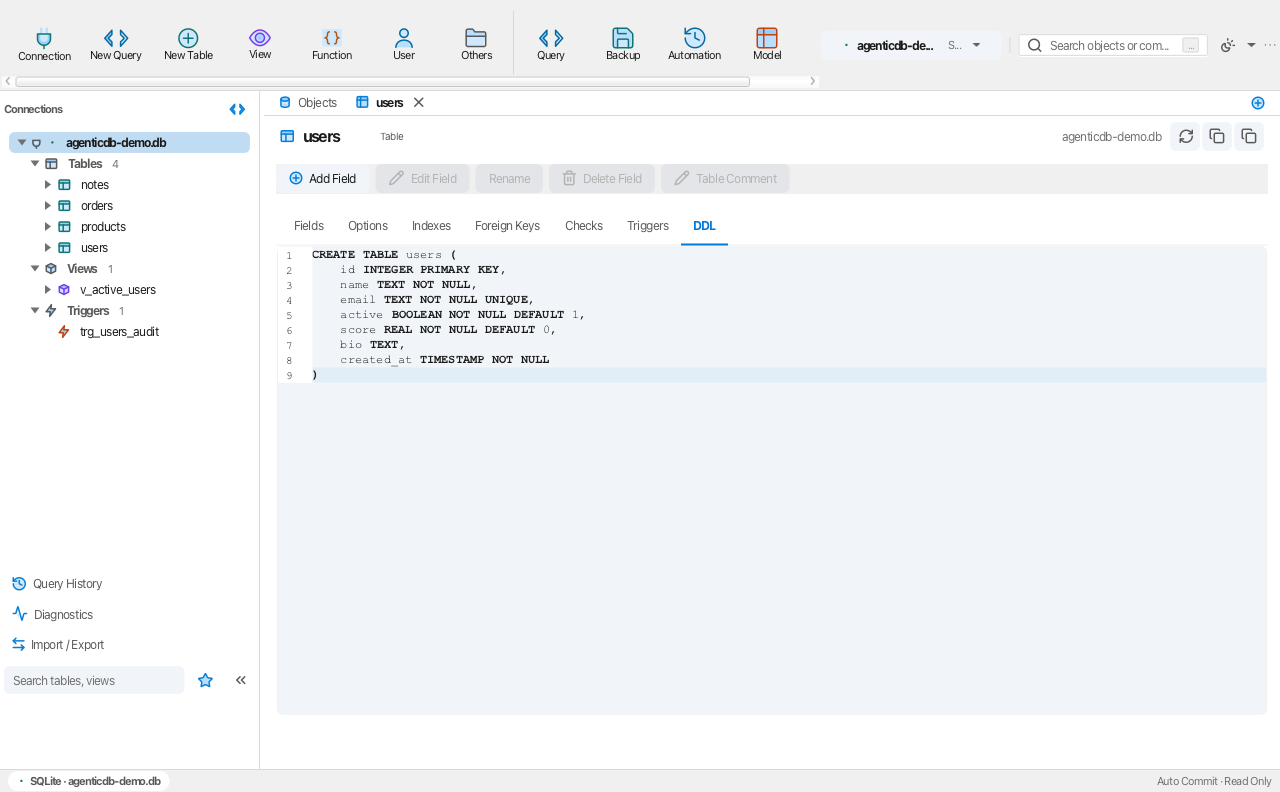 Connection
New Query
New Table
View
Function
User
Others
Query
Backup
Automation
Model
agenticdb-de...
S...
Search objects or com...
...
Connections
agenticdb-demo.db
Tables 4
notes
orders
products
users
Views 1
v_active_users
Triggers 1
trg_users_audit
Query History
Diagnostics
Import / Export
Search tables, views
Objects
users
users
Table
agenticdb-demo.db
Add Field
Edit Field
Rename
Delete Field
Table Comment
Fields
Options
Indexes
Foreign Keys
Checks
Triggers
DDL
1 CREATE TABLE users (
2 id INTEGER PRIMARY KEY,
3 name TEXT NOT NULL,
4 email TEXT NOT NULL UNIQUE,
5 active BOOLEAN NOT NULL DEFAULT 1,
6 score REAL NOT NULL DEFAULT 0,
7 bio TEXT,
8 created_at TIMESTAMP NOT NULL
9 )
SQLite · agenticdb-demo.db
Auto Commit · Read Only